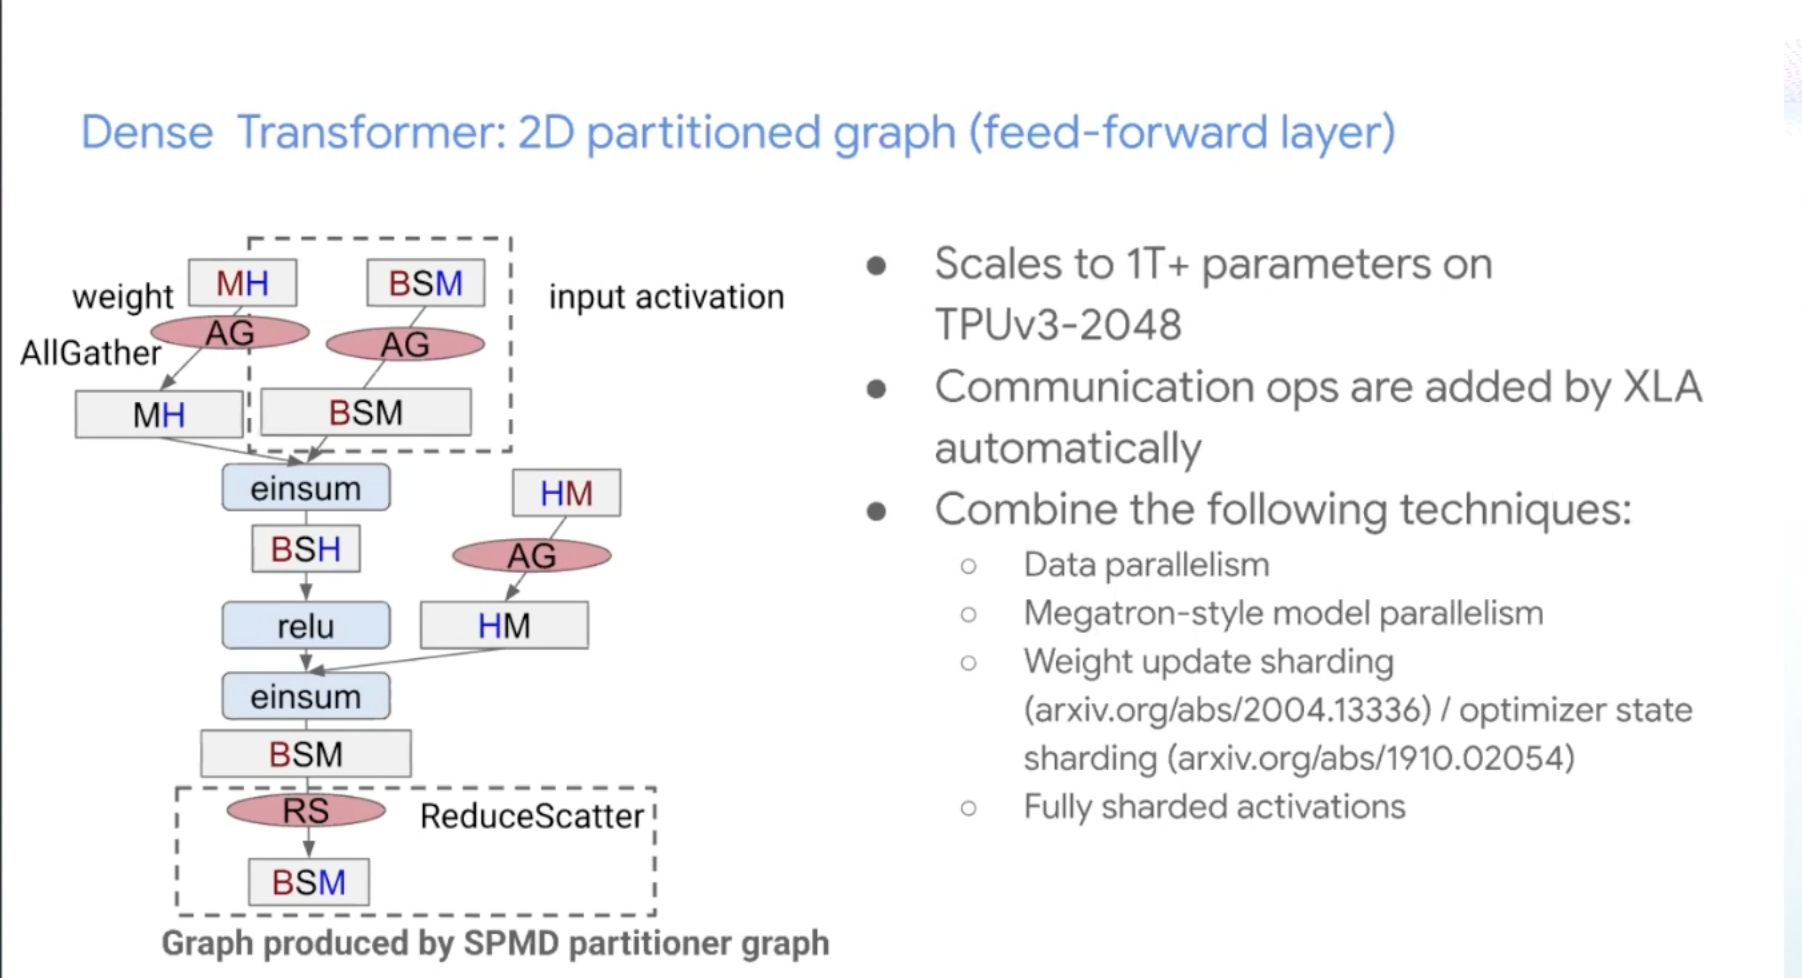 Dense Transformer: 2D partitioned graph (feed-forward layer)
weight
MH
BSM
input activation
AG
AG
AllGather
MH
BSM
einsum
HM
BSH
AG
relu
HM
einsum
BSM
RS
ReduceScatter
BSM
Graph produced by SPMD partitioner graph
● Scales to 1T+ parameters on
TPUv3-2048
● Communication ops are added by XLA
automatically
● Combine the following techniques:
○ Data parallelism
○ Megatron-style model parallelism
○ Weight update sharding
(arxiv.org/abs/2004.13336) / optimizer state
sharding (arxiv.org/abs/1910.02054)
○ Fully sharded activations